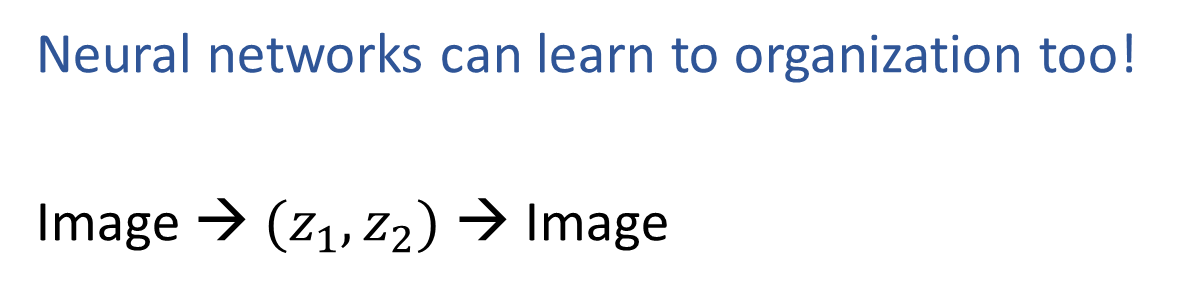 Neural networks can learn to organization too!
Image → (z₁, z₂) → Image